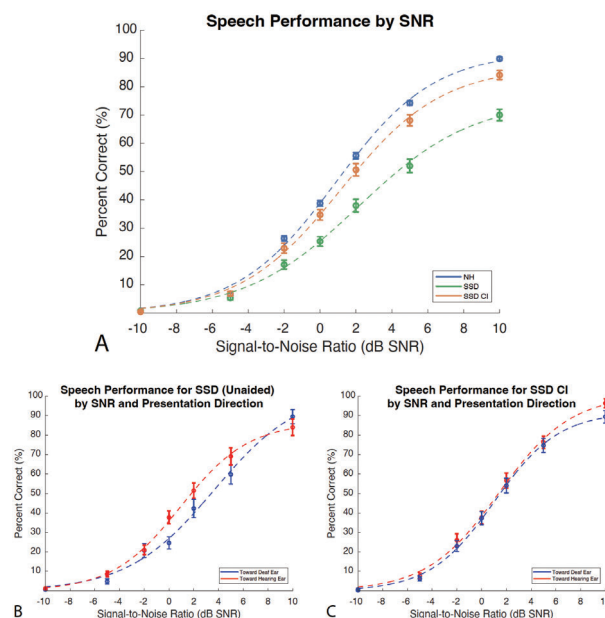 Speech Performance by SNR
Percent Correct (%)
100
90
80
70
60
50
40
30
20
10
-10 -8 -6 -4 -2 0 2 4 6 8 10
Signal-to-Noise Ratio (dB SNR)
NH
SSD
SSD CI
A
Speech Performance for SSD (Unaided)
by SNR and Presentation Direction
Percent Correct (%)
100
90
80
70
60
50
40
30
20
10
-10 -8 -6 -4 -2 0 2 4 6 8 10
Signal-to-Noise Ratio (dB SNR)
Toward Deaf Ear
Toward Hearing Ear
B
Speech Performance for SSD CI
by SNR and Presentation Direction
Percent Correct (%)
100
90
80
70
60
50
40
30
20
10
-10 -8 -6 -4 -2 0 2 4 6 8 10
Signal-to-Noise Ratio (dB SNR)
Toward Deaf Ear
Toward Hearing Ear
C